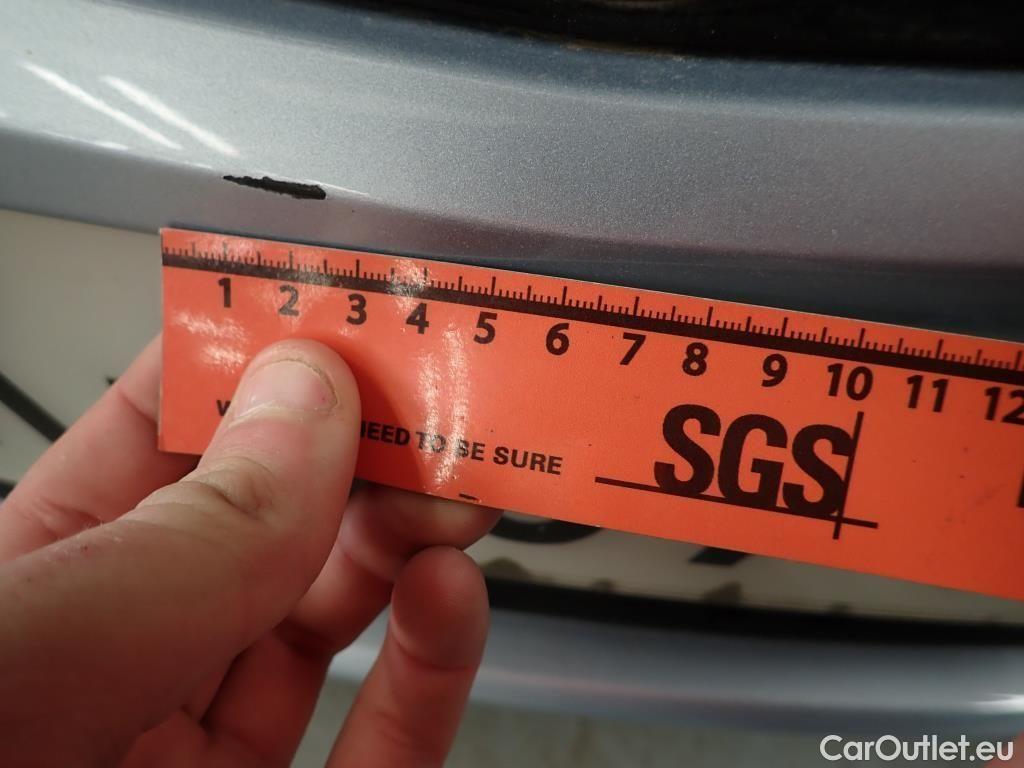 1 2 3 4 5 6 7 8 9 10 11 12
NEED TO BE SURE
SGS
CarOutlet.eu